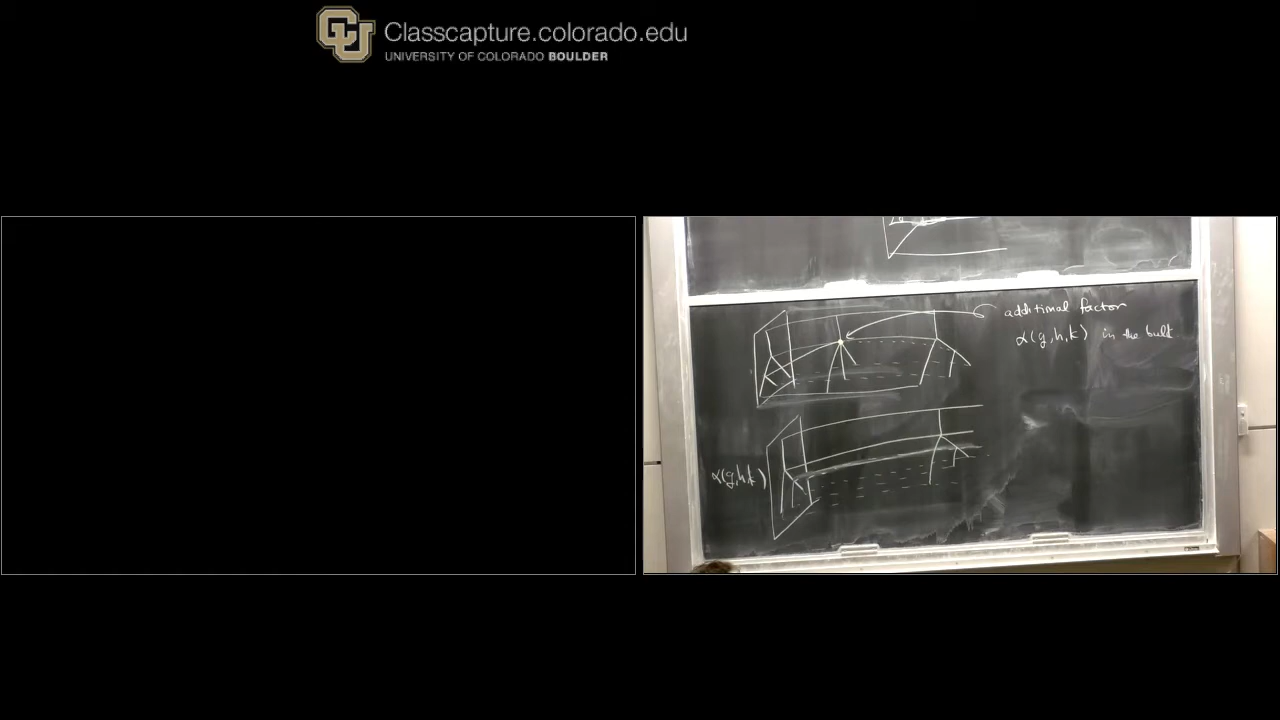 Classcapture.colorado.edu
UNIVERSITY OF COLORADO BOULDER
additional factor
α(g,h,k) in the bulk
α(g,h,k)